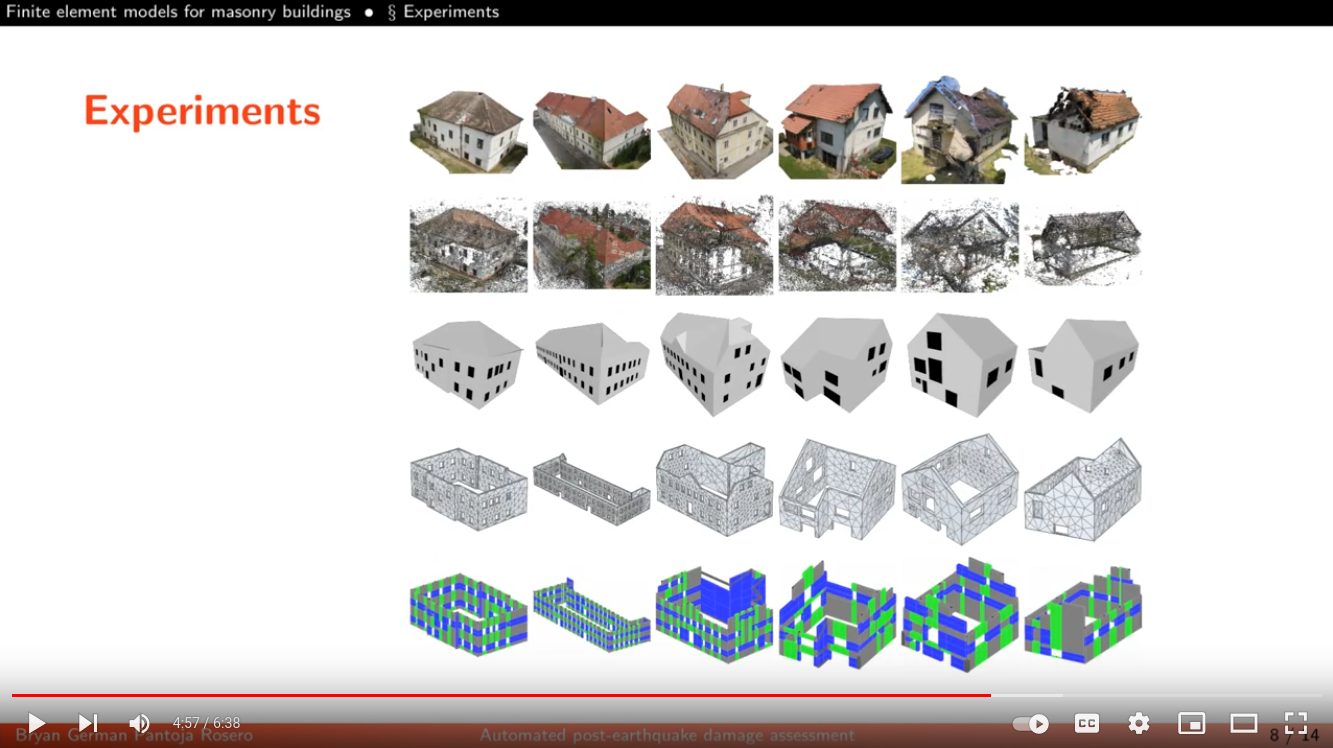 Finite element models for masonry buildings • § Experiments
Experiments
4:57 / 6:38
CC
Bryan German Pantoja Rosero
Automated post-earthquake damage assessment
8 / 14